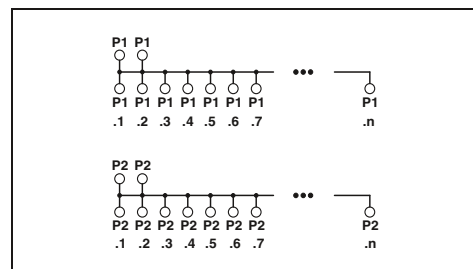 P1 P1
P1 P1 P1 P1 P1 P1 P1 P1
.1 .2 .3 .4 .5 .6 .7 .n
P2 P2
P2 P2 P2 P2 P2 P2 P2 P2
.1 .2 .3 .4 .5 .6 .7 .n